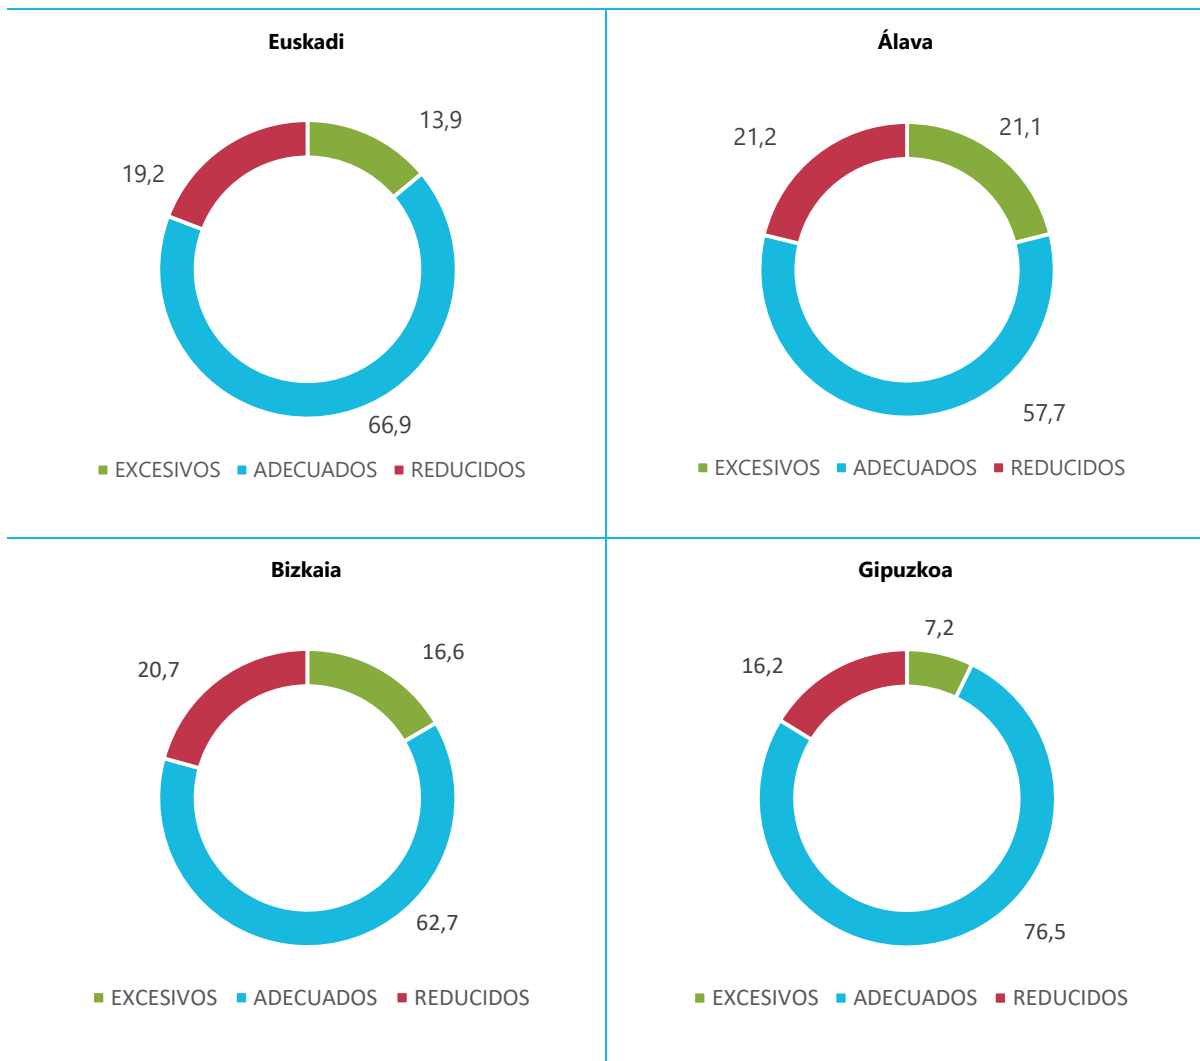 Euskadi
13,9
19,2
66,9
EXCESIVOS ADECUADOS REDUCIDOS
Álava
21,1
21,2
57,7
EXCESIVOS ADECUADOS REDUCIDOS
Bizkaia
16,6
20,7
62,7
EXCESIVOS ADECUADOS REDUCIDOS
Gipuzkoa
7,2
16,2
76,5
EXCESIVOS ADECUADOS REDUCIDOS